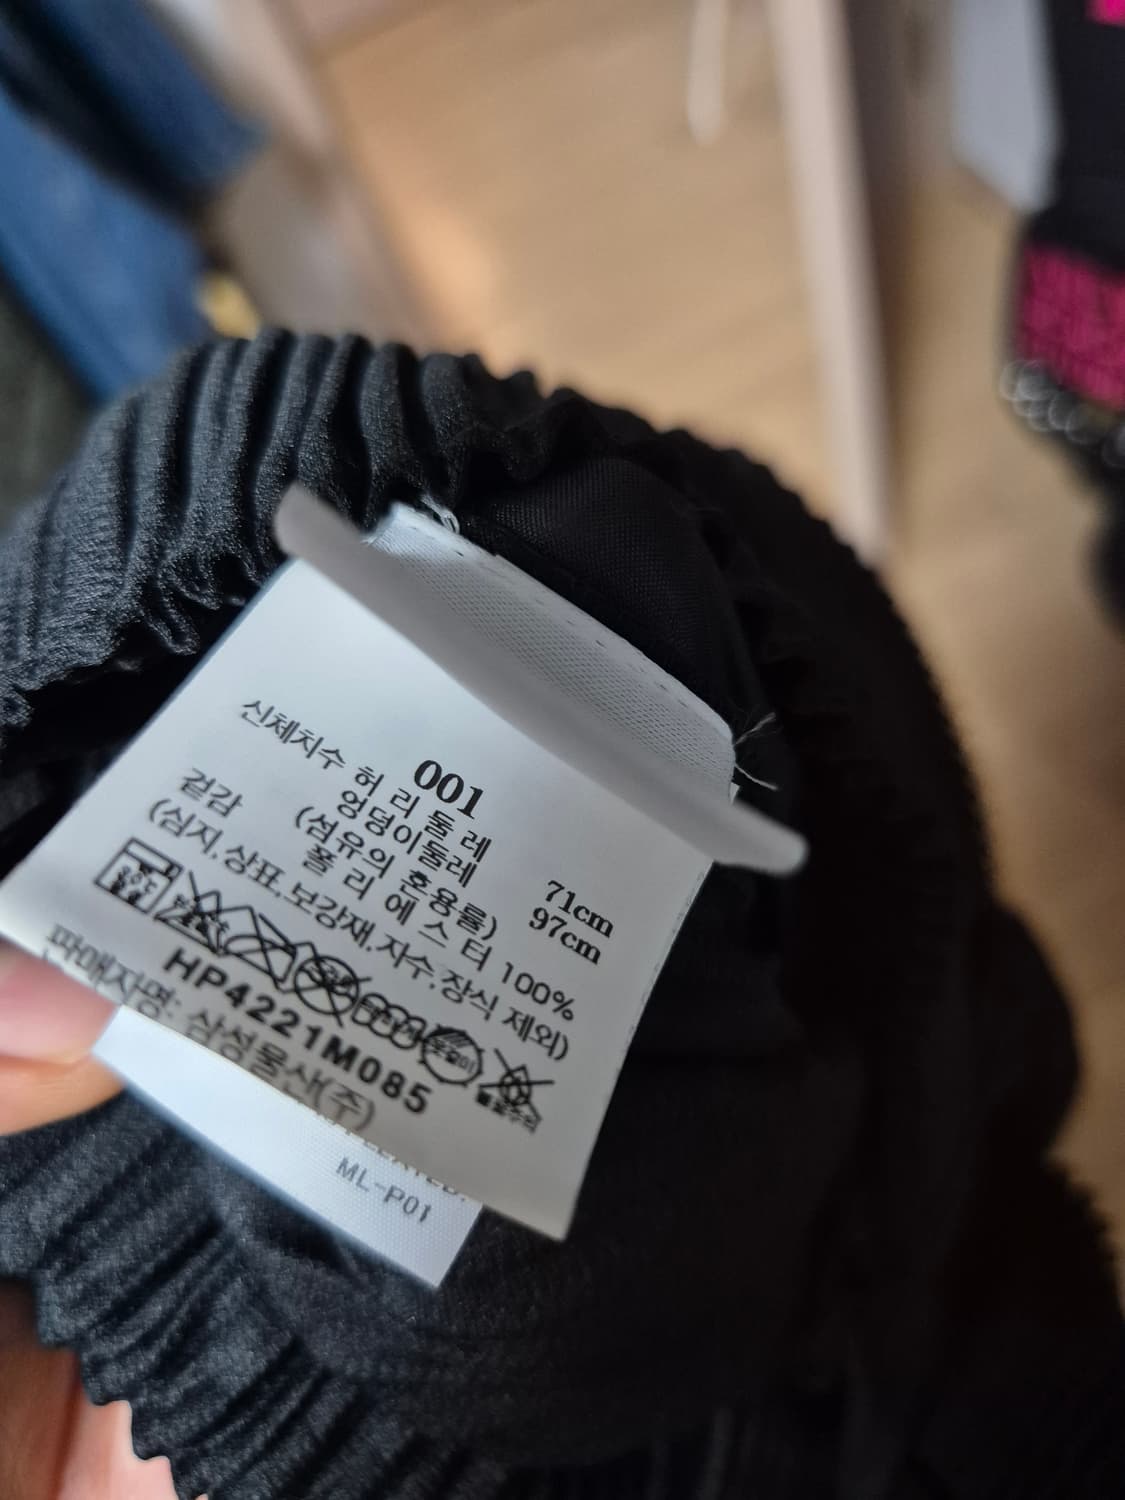 001
신체치수 허 리 둘 레 71cm
엉덩이둘레 97cm
(섬유의 혼용률)
겉감 폴 리 에 스 터 100%
(심지.상표.보강재.자수.장식 제외)
HP4221M085
판매자명: 삼성물산(주)
ML-P01